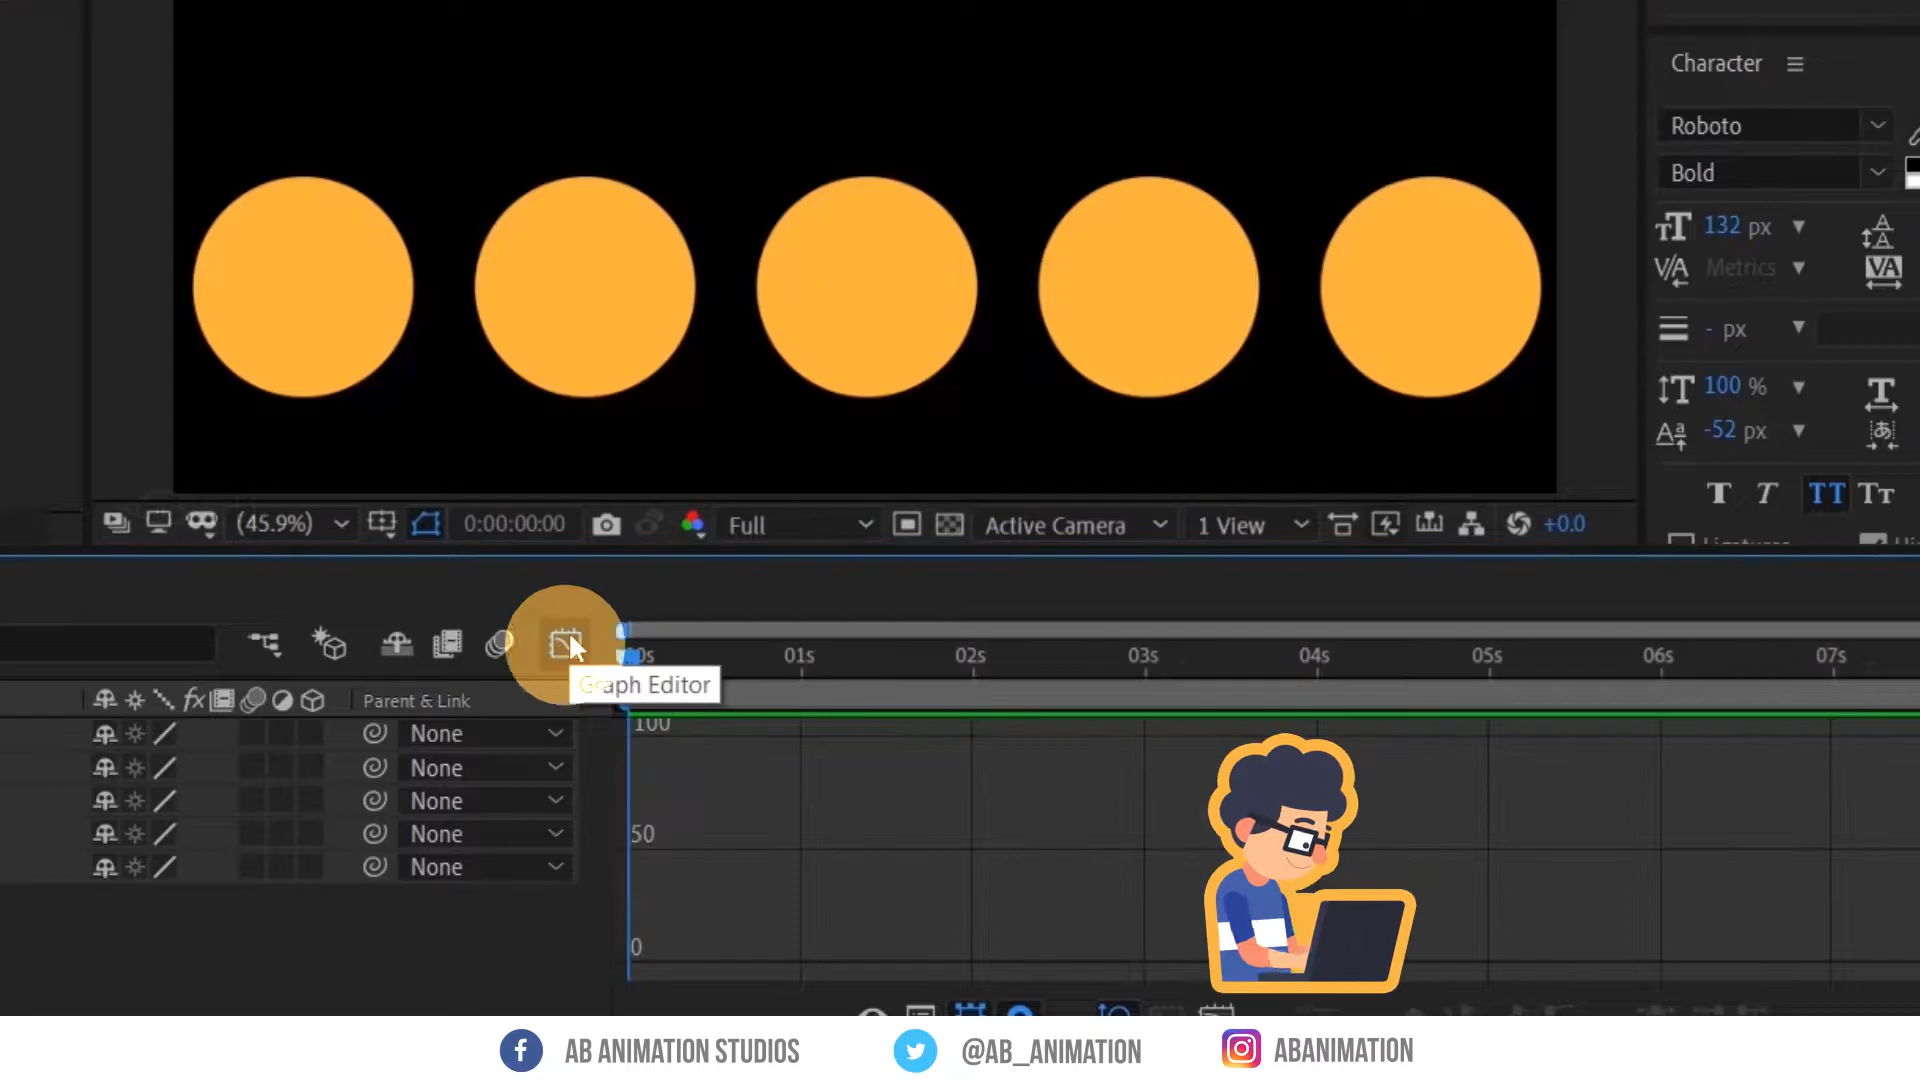 Character
Roboto
Bold
132 px
Metrics
- px
100 %
-52 px
(45.9%)
0:00:00:00
Full
Active Camera
1 View
+0.0
01s
02s
03s
04s
05s
06s
07s
Graph Editor
Parent & Link
None
None
None
None
None
100
50
0
AB ANIMATION STUDIOS
@AB_ANIMATION
ABANIMATION